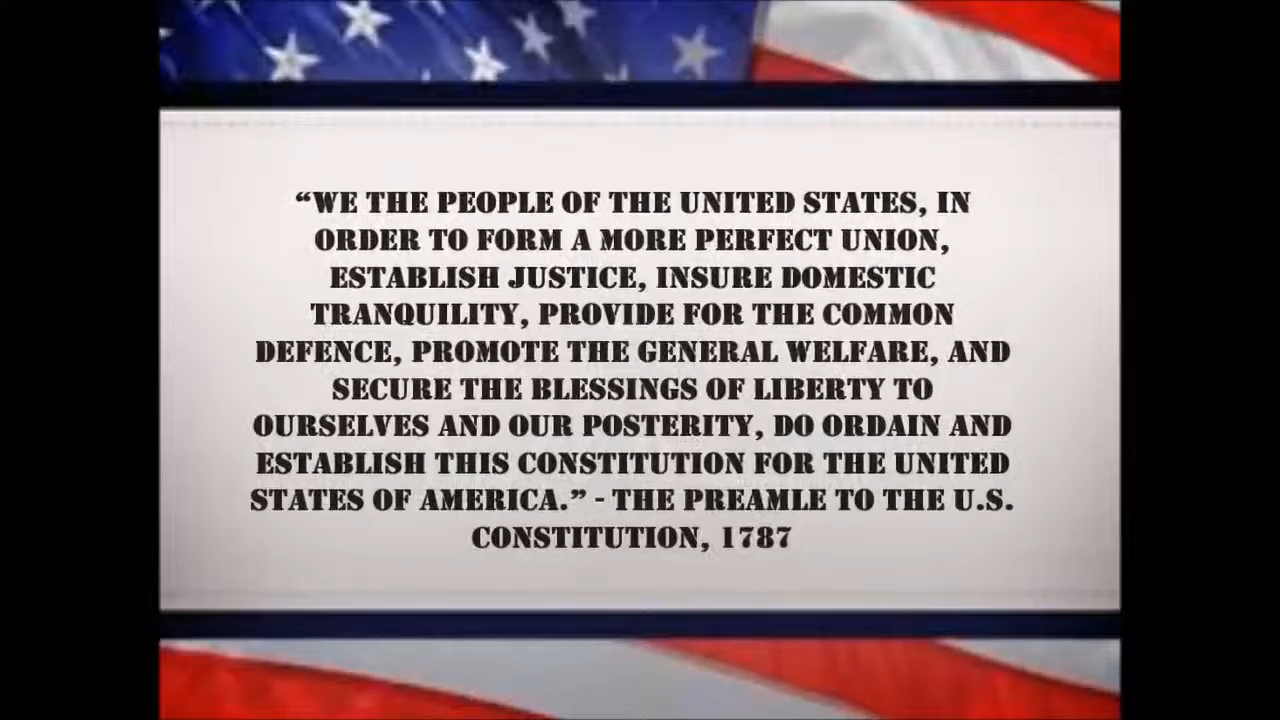 “WE THE PEOPLE OF THE UNITED STATES, IN
ORDER TO FORM A MORE PERFECT UNION,
ESTABLISH JUSTICE, INSURE DOMESTIC
TRANQUILITY, PROVIDE FOR THE COMMON
DEFENCE, PROMOTE THE GENERAL WELFARE, AND
SECURE THE BLESSINGS OF LIBERTY TO
OURSELVES AND OUR POSTERITY, DO ORDAIN AND
ESTABLISH THIS CONSTITUTION FOR THE UNITED
STATES OF AMERICA.” - THE PREAMLE TO THE U.S.
CONSTITUTION, 1787